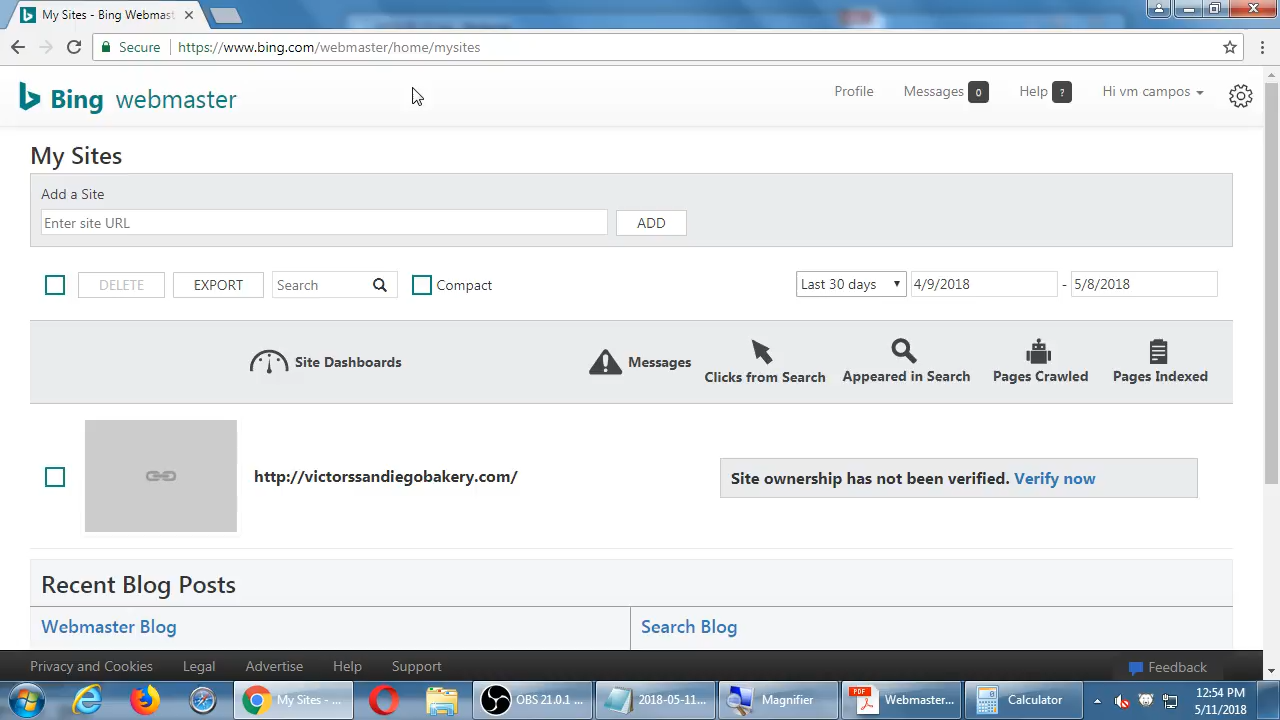 My Sites - Bing Webmast
Secure https://www.bing.com/webmaster/home/mysites
Bing webmaster
Profile Messages 0 Help ? Hi vm campos
My Sites
Add a Site
Enter site URL ADD
DELETE EXPORT Search Compact Last 30 days 4/9/2018 - 5/8/2018
Site Dashboards Messages Clicks from Search Appeared in Search Pages Crawled Pages Indexed
http://victorssandiegobakery.com/ Site ownership has not been verified. Verify now
Recent Blog Posts
Webmaster Blog Search Blog
Privacy and Cookies Legal Advertise Help Support Feedback
My Sites - ... OBS 21.0.1 ... 2018-05-11... Magnifier PDF Webmaster... Calculator 12:54 PM
5/11/2018